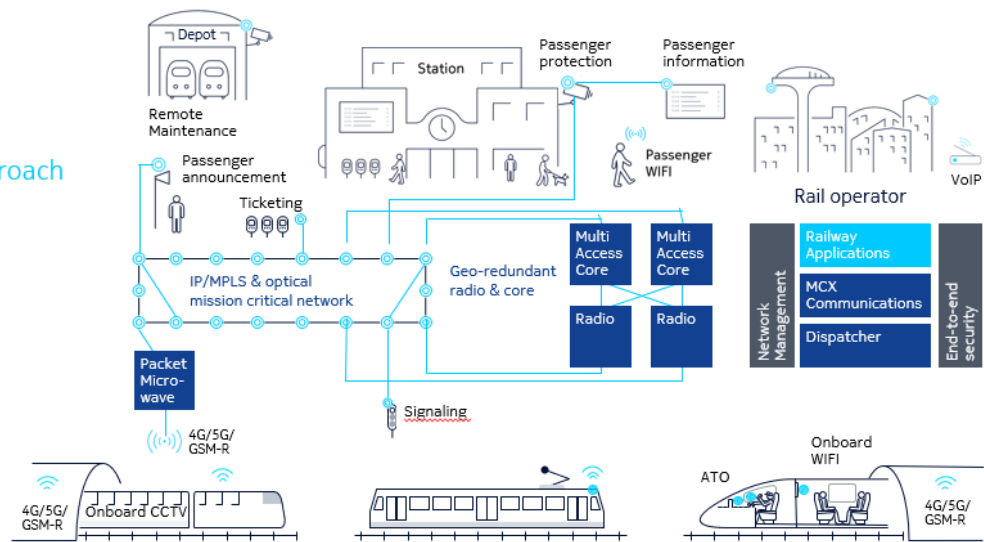 Depot
Remote
Maintenance
Station
Passenger
protection
Passenger
information
Passenger
WIFI
VoIP
roach
Passenger
announcement
Ticketing
Rail operator
IP/MPLS & optical
mission critical network
Geo-redundant
radio & core
Multi
Access
Core
Multi
Access
Core
Radio
Radio
Network
Management
Railway
Applications
MCX
Communications
Dispatcher
End-to-end
security
Packet
Micro-
wave
Signaling
4G/5G/
GSM-R
4G/5G/
GSM-R
Onboard CCTV
ATO
Onboard
WIFI
4G/5G/
GSM-R